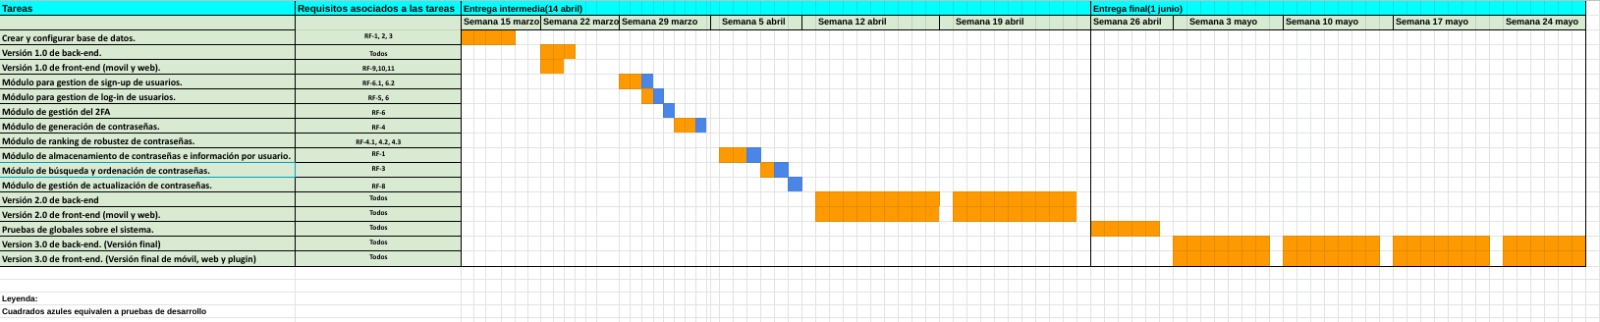 Tareas Requisitos asociados a las tareas Entrega intermedia(14 abril) Entrega final(1 junio)
Semana 15 marzo Semana 22 marzo Semana 29 marzo Semana 5 abril Semana 12 abril Semana 19 abril Semana 26 abril Semana 3 mayo Semana 10 mayo Semana 17 mayo Semana 24 mayo
Crear y configurar base de datos. RF-1, 2, 3
Versión 1.0 de back-end. Todos
Versión 1.0 de front-end (movil y web). RF-9,10,11
Módulo para gestion de sign-up de usuarios. RF-6.1, 6.2
Módulo para gestion de log-in de usuarios. RF-5, 6
Módulo de gestión del 2FA RF-6
Módulo de generación de contraseñas. RF-4
Módulo de ranking de robustez de contraseñas. RF-4.1, 4.2, 4.3
Módulo de almacenamiento de contraseñas e información por usuario. RF-1
Módulo de búsqueda y ordenación de contraseñas. RF-3
Módulo de gestión de actualización de contraseñas. RF-8
Versión 2.0 de back-end Todos
Versión 2.0 de front-end (movil y web). Todos
Pruebas de globales sobre el sistema. Todos
Version 3.0 de back-end. (Versión final) Todos
Version 3.0 de front-end. (Versión final de móvil, web y plugin) Todos
Leyenda:
Cuadrados azules equivalen a pruebas de desarrollo